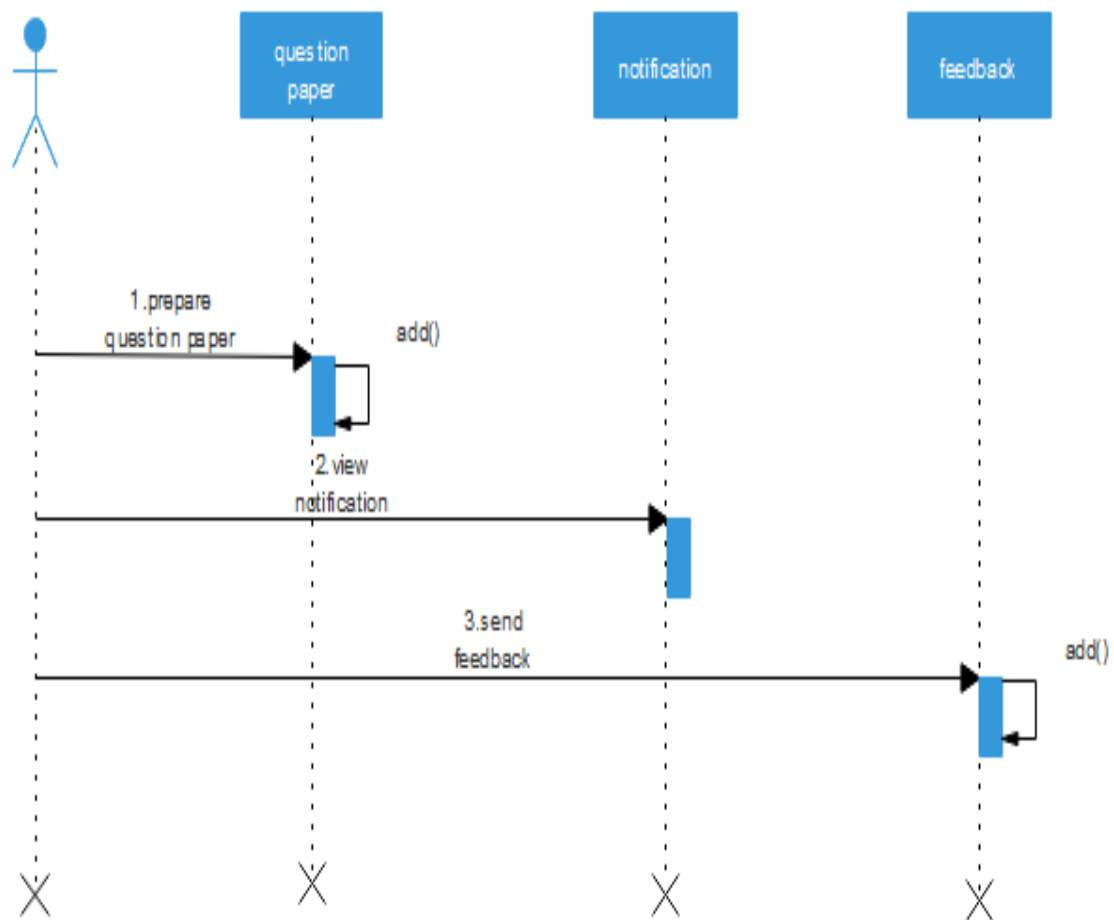 question
paper
notification
feedback
1.prepare
question paper
add()
2.view
notification
3.send
feedback
add()